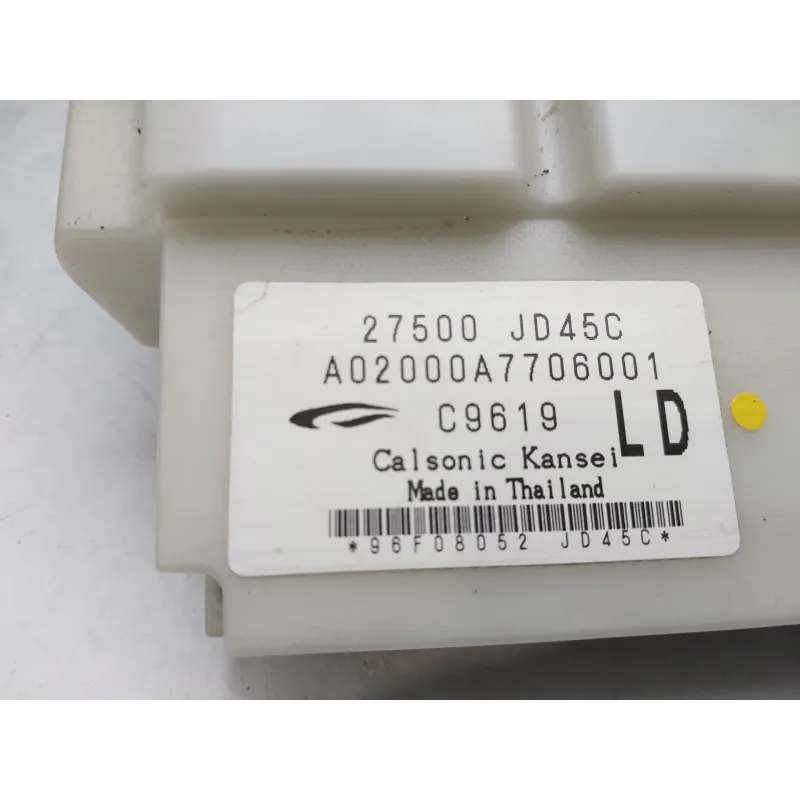 27500 JD45C
A02000A7706001
C9619 LD
Calsonic Kansei
Made in Thailand
*96F08052 JD45C*